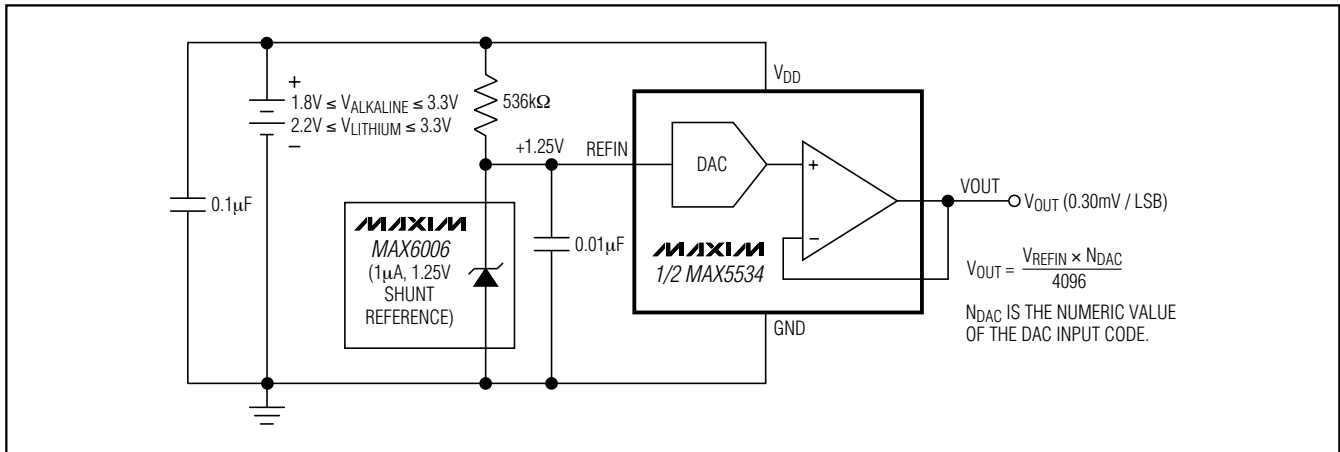 VDD
+
1.8V ≤ VALKALINE ≤ 3.3V
2.2V ≤ VLITHIUM ≤ 3.3V
−
536kΩ
+1.25V
REFIN
DAC
+
−
VOUT
VOUT (0.30mV / LSB)
0.1μF
MAXIM
MAX6006
(1μA, 1.25V
SHUNT
REFERENCE)
0.01μF
MAXIM
1/2 MAX5534
VOUT = VREFIN × NDAC
4096
NDAC IS THE NUMERIC VALUE
OF THE DAC INPUT CODE.
GND